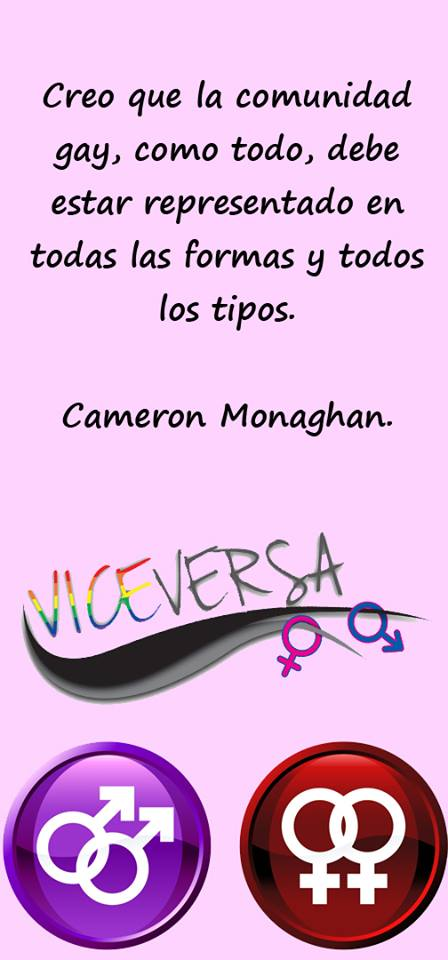 Creo que la comunidad
gay, como todo, debe
estar representado en
todas las formas y todos
los tipos.
Cameron Monaghan.
VICEVERSA